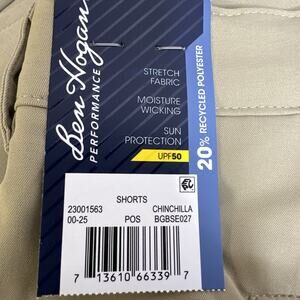 Ben Hogan
PERFORMANCE
STRETCH
FABRIC
MOISTURE
WICKING
SUN
PROTECTION
UPF50
20% RECYCLED POLYESTER
SHORTS
23001563
CHINCHILLA
00-25
POS
BGBSE027
7 13610 66339 7